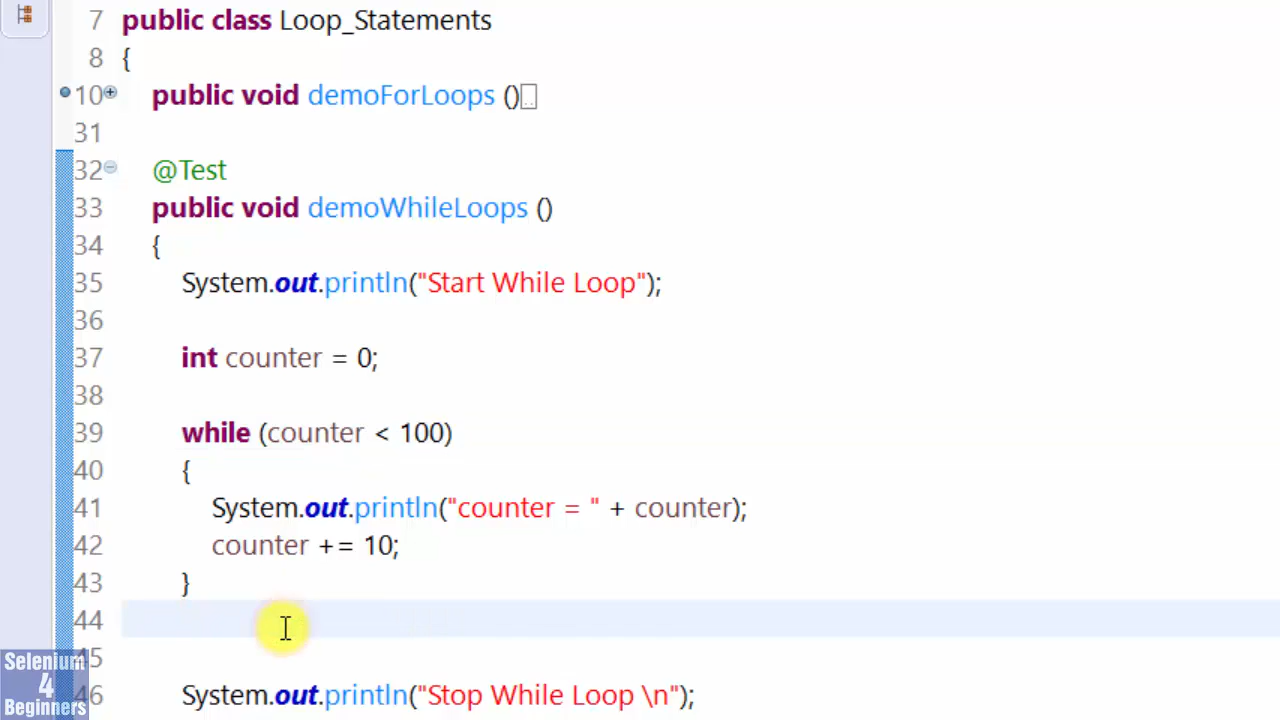 7 public class Loop_Statements
8 {
10 public void demoForLoops ()
31
32 @Test
33 public void demoWhileLoops ()
34 {
35 System.out.println("Start While Loop");
36
37 int counter = 0;
38
39 while (counter < 100)
40 {
41 System.out.println("counter = " + counter);
42 counter += 10;
43 }
44
45
46 System.out.println("Stop While Loop \n");
Selenium
4
Beginners